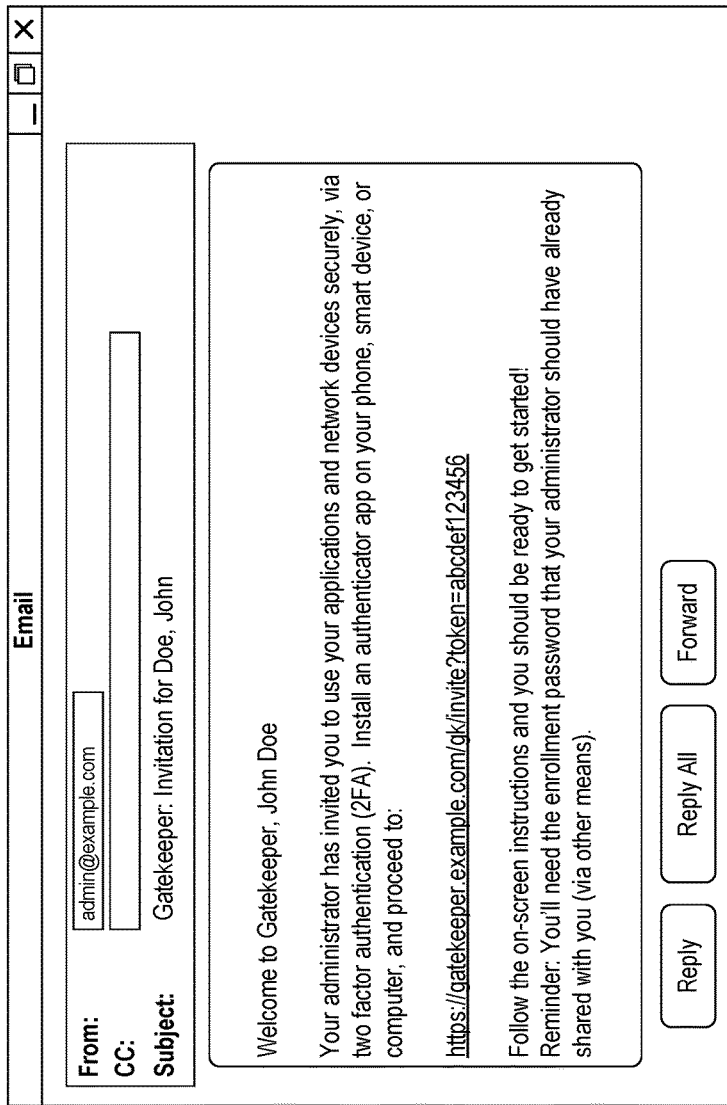 Email
From: admin@example.com
CC:
Subject: Gatekeeper: Invitation for Doe, John
Welcome to Gatekeeper, John Doe
Your administrator has invited you to use your applications and network devices securely, via
two factor authentication (2FA). Install an authenticator app on your phone, smart device, or
computer, and proceed to:
https://gatekeeper.example.com/gk/invite?token=abcdef123456
Follow the on-screen instructions and you should be ready to get started!
Reminder: You'll need the enrollment password that your administrator should have already
shared with you (via other means).
Reply Reply All Forward